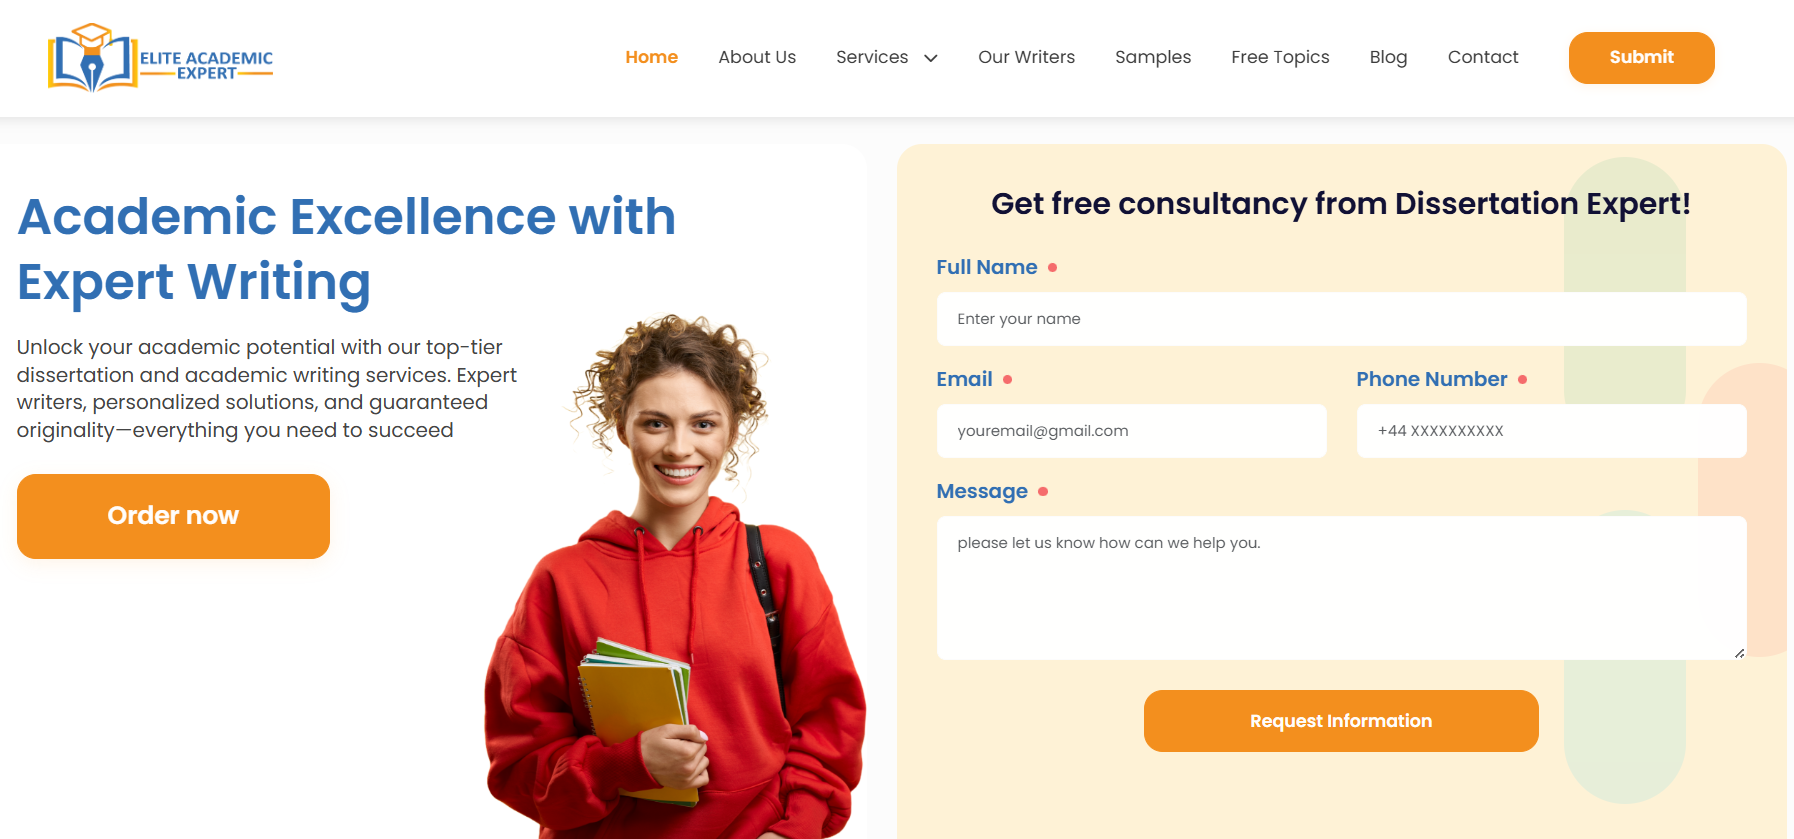 ELITE ACADEMIC
EXPERT
Home
About Us
Services
Our Writers
Samples
Free Topics
Blog
Contact
Submit
Academic Excellence with
Expert Writing
Unlock your academic potential with our top-tier
dissertation and academic writing services. Expert
writers, personalized solutions, and guaranteed
originality—everything you need to succeed
Order now
Get free consultancy from Dissertation Expert!
Full Name
Enter your name
Email
Phone Number
youremail@gmail.com
+44 XXXXXXXXXX
Message
please let us know how can we help you.
Request Information